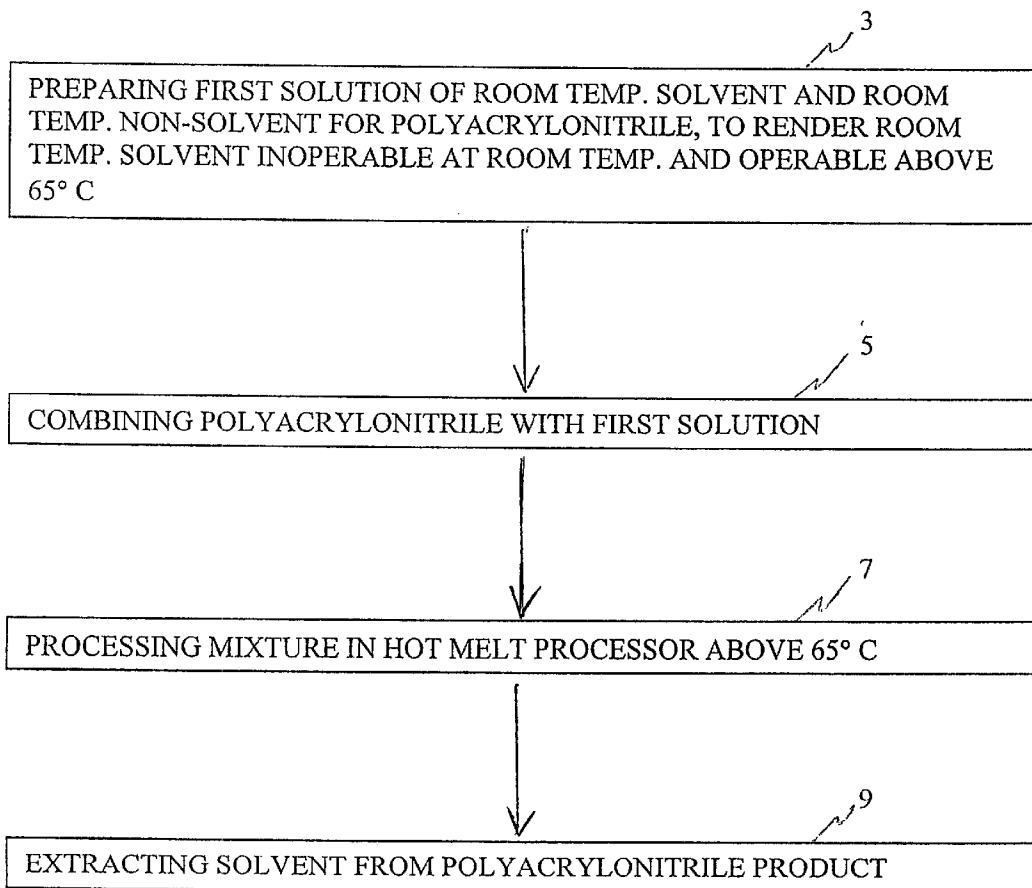 3
PREPARING FIRST SOLUTION OF ROOM TEMP. SOLVENT AND ROOM
TEMP. NON-SOLVENT FOR POLYACRYLONITRILE, TO RENDER ROOM
TEMP. SOLVENT INOPERABLE AT ROOM TEMP. AND OPERABLE ABOVE
65° C
5
COMBINING POLYACRYLONITRILE WITH FIRST SOLUTION
7
PROCESSING MIXTURE IN HOT MELT PROCESSOR ABOVE 65° C
9
EXTRACTING SOLVENT FROM POLYACRYLONITRILE PRODUCT